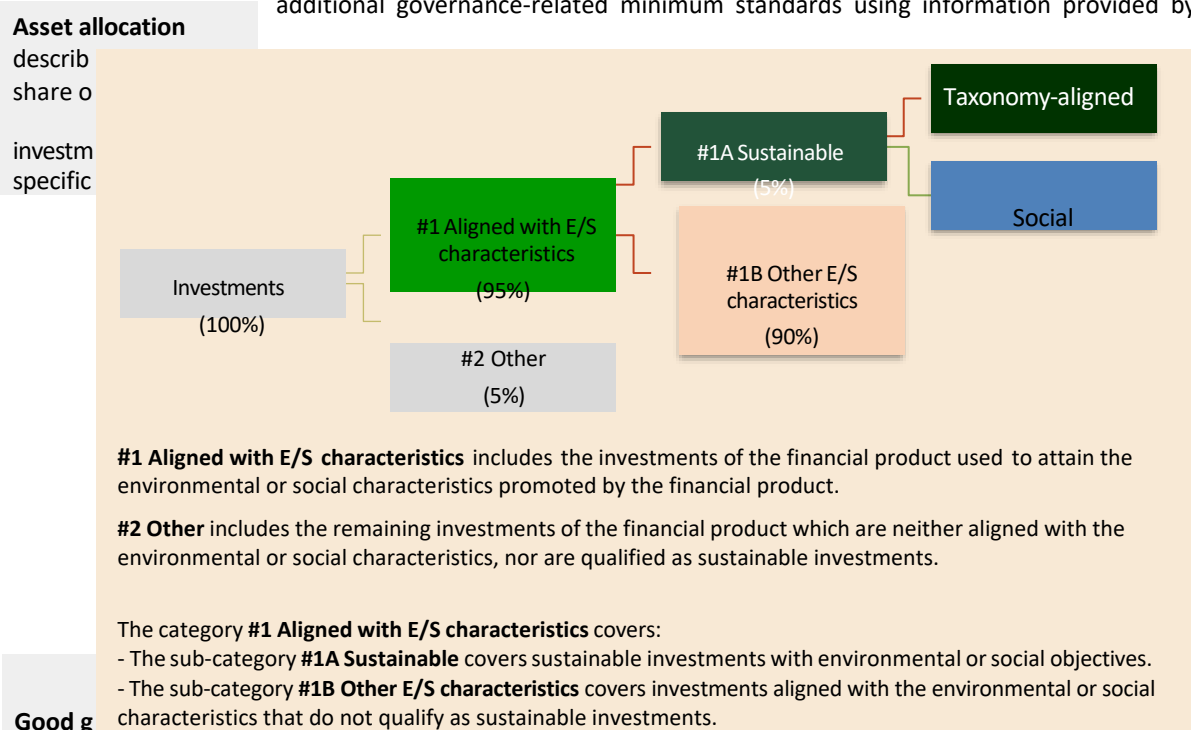 additional governance-related minimum standards using information provided by
Asset allocation
describ
share o
investm
specific
Taxonomy-aligned
#1A Sustainable
(5%)
Social
#1 Aligned with E/S
characteristics
(95%)
#1B Other E/S
characteristics
(90%)
Investments
(100%)
#2 Other
(5%)
#1 Aligned with E/S characteristics includes the investments of the financial product used to attain the
environmental or social characteristics promoted by the financial product.
#2 Other includes the remaining investments of the financial product which are neither aligned with the
environmental or social characteristics, nor are qualified as sustainable investments.
The category #1 Aligned with E/S characteristics covers:
- The sub-category #1A Sustainable covers sustainable investments with environmental or social objectives.
- The sub-category #1B Other E/S characteristics covers investments aligned with the environmental or social
characteristics that do not qualify as sustainable investments.
Good g